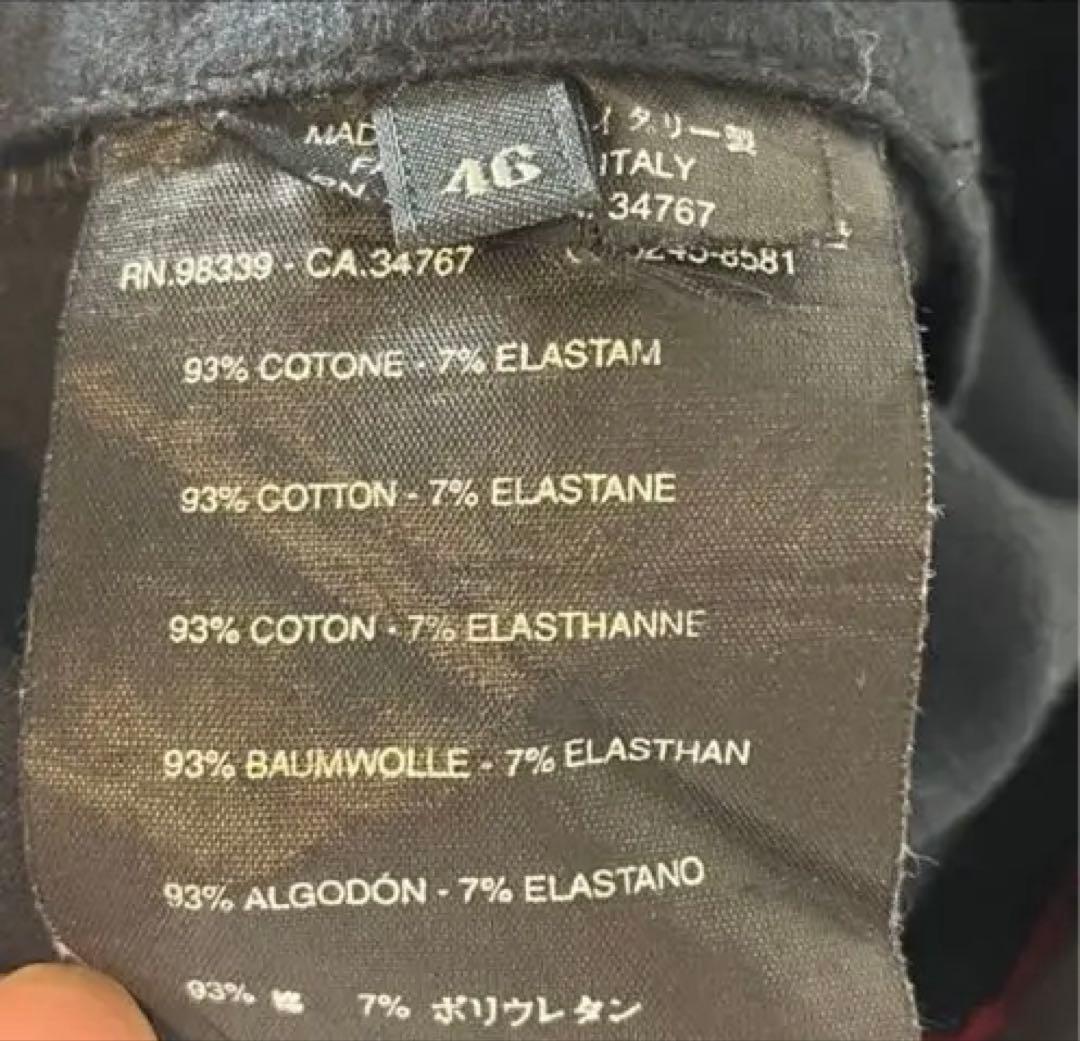 46
タリー製
ITALY
34767
RN.98339 - CA.34767
8581
93% COTONE - 7% ELASTAM
93% COTTON - 7% ELASTANE
93% COTON - 7% ELASTHANNE
93% BAUMWOLLE - 7% ELASTHAN
93% ALGODÓN - 7% ELASTANO
93% 7% ポリウレタン